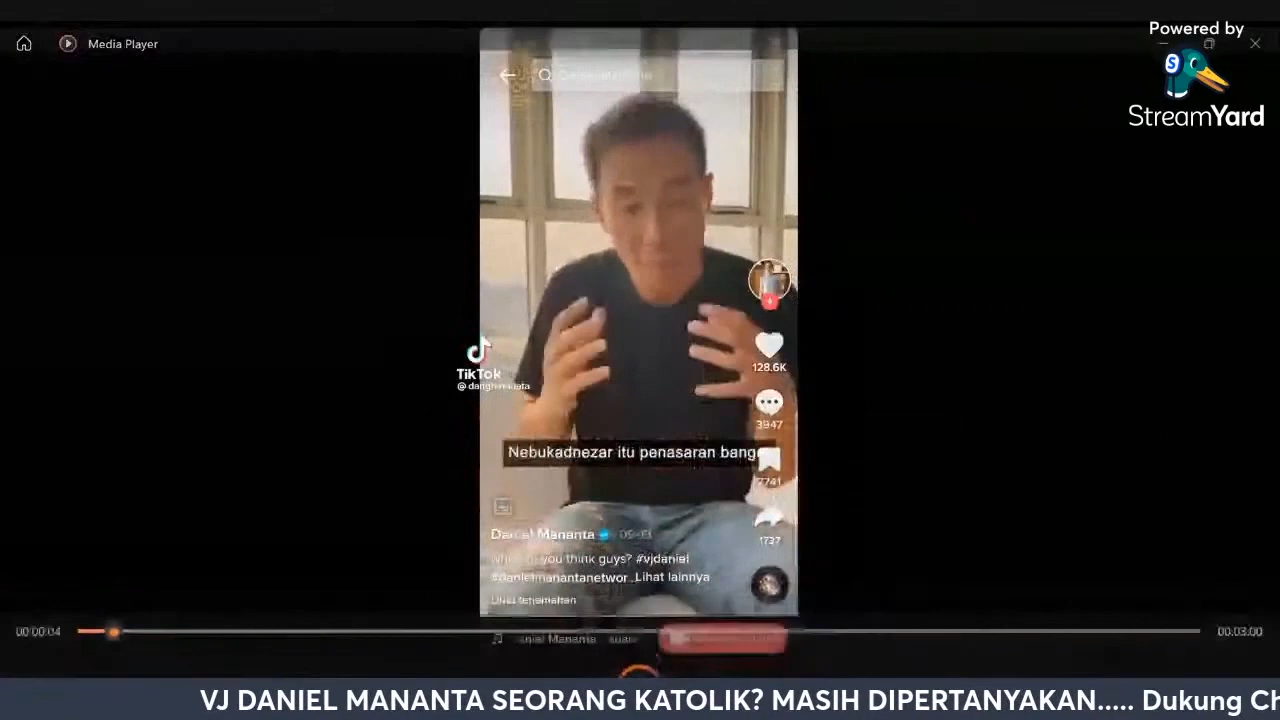 Media Player
Powered by
StreamYard
TikTok
128.6K
3947
Nebukadnezar itu penasaran bang
7741
Daniel Mananta
1737
you think guys? #vjdaniel
#danielmanantanetwor.. Lihat lainnya
00:00:04
00:03:00
Mananta
VJ DANIEL MANANTA SEORANG KATOLIK? MASIH DIPERTANYAKAN..... Dukung Ch